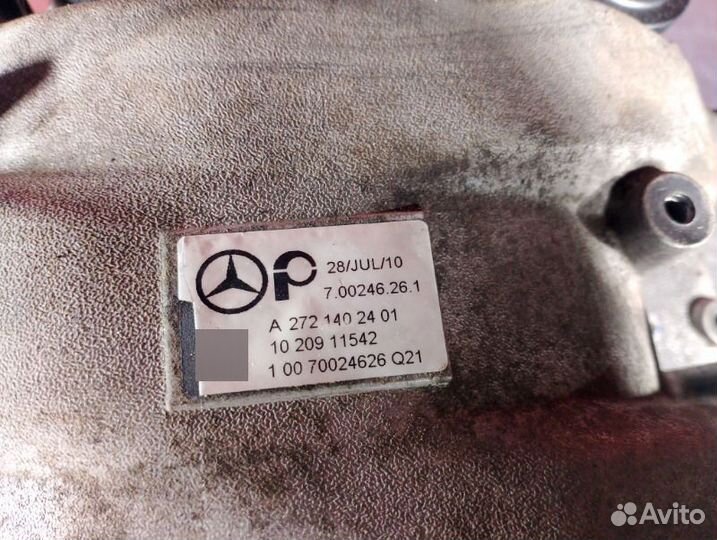 28/JUL/10
7.00246.26.1
A 272 140 24 01
10 209 11542
1 00 70024626 Q21
Avito